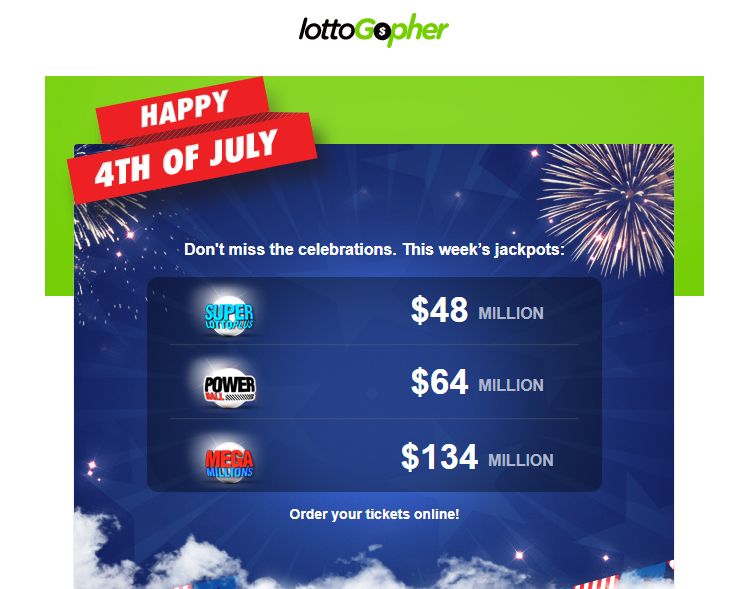 lottoGopher
HAPPY
4TH OF JULY
Don't miss the celebrations. This week’s jackpots:
SUPER
LOTTO PLUS
$48 MILLION
POWER
BALL
$64 MILLION
MEGA
MILLIONS
$134 MILLION
Order your tickets online!